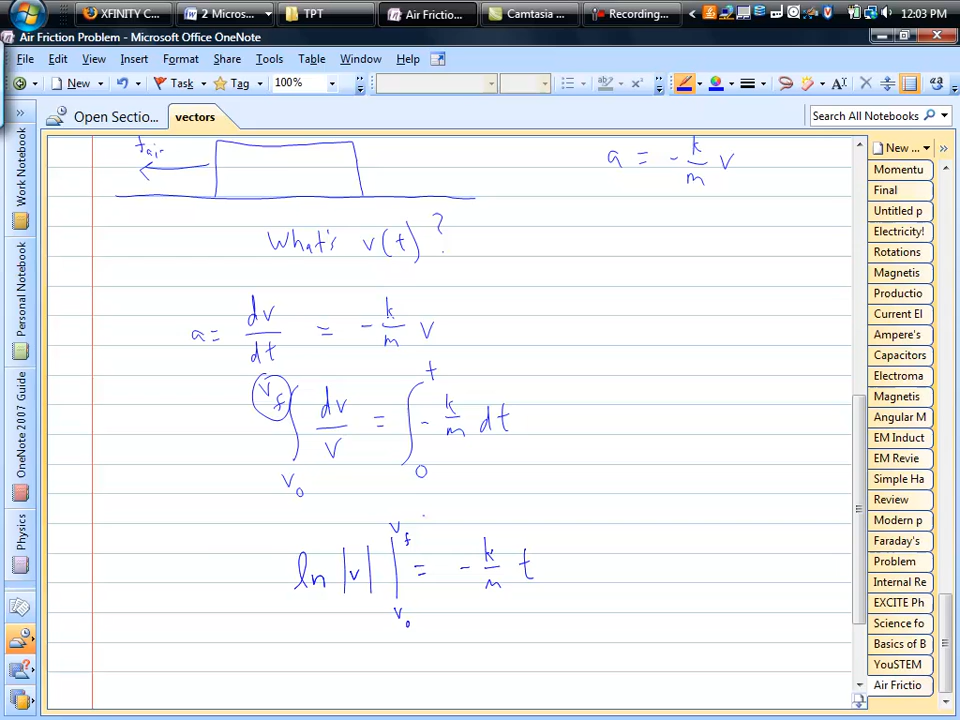 XFINITY C...
2 Micros...
TPT
Air Frictio...
Camtasia ...
Recording...
12:03 PM
Air Friction Problem - Microsoft Office OneNote
File Edit View Insert Format Share Tools Table Window Help
New Task Tag 100%
Open Sectio...
vectors
Search All Notebooks
Work Notebook
Personal Notebook
OneNote 2007 Guide
Physics
New ...
Momentu
Final
Untitled p
Electricity!
Rotations
Magnetis
Productio
Current El
Ampere's
Capacitors
Electroma
Magnetis
Angular M
EM Induct
EM Revie
Simple Ha
Review
Modern p
Faraday's
Problem
Internal Re
EXCITE Ph
Science fo
Basics of B
YouSTEM
Air Frictio
f air
a = - k/m v
What's v(t)?
a = dv/dt = - k/m v
∫ v₀ v_f dv/v = ∫ 0 t - k/m dt
ln |v| | v₀ v_f = - k/m t